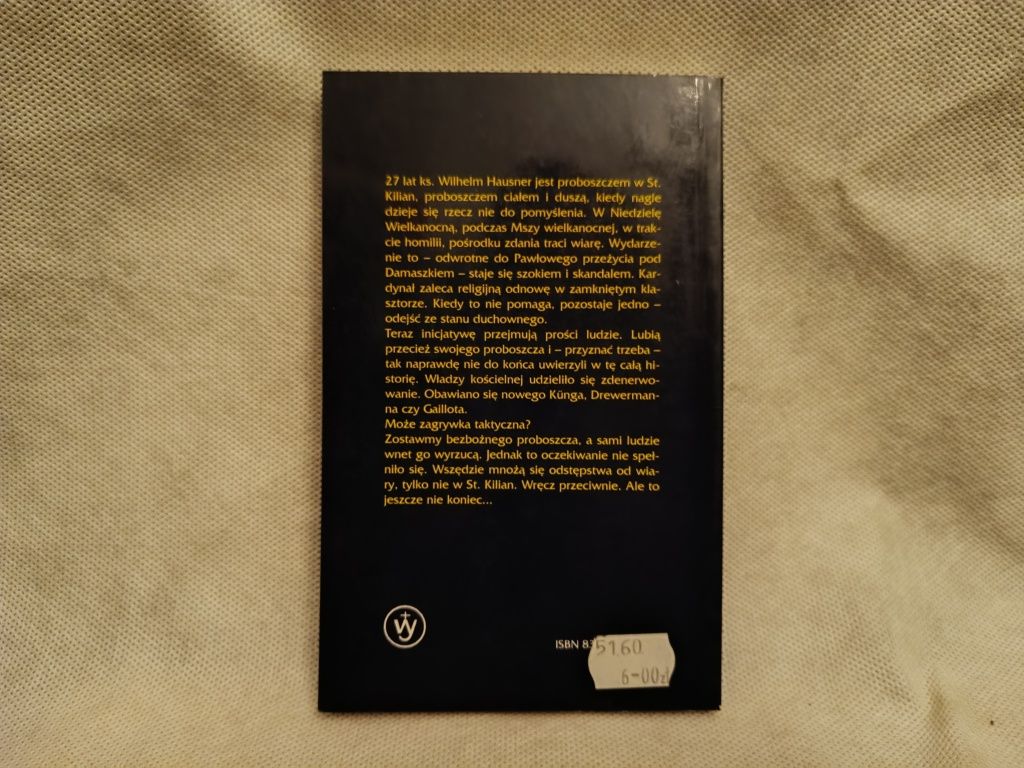 27 lat ks. Wilhelm Hausner jest proboszczem w St.
Kilian, proboszczem ciałem i duszą, kiedy nagle
dzieje się rzecz nie do pomyślenia. W Niedzielę
Wielkanocną, podczas Mszy wielkanocnej, w trak-
cie homilii, pośrodku zdania traci wiarę. Wydarze-
nie to – odwrotne do Pawłowego przeżycia pod
Damaszkiem – staje się szokiem i skandalem. Kar-
dynał zaleca religijną odnowę w zamkniętym kla-
sztorze. Kiedy to nie pomaga, pozostaje jedno –
odejść ze stanu duchownego.
Teraz inicjatywę przejmują prości ludzie. Lubią
przecież swojego proboszcza i – przyznać trzeba –
tak naprawdę nie do końca uwierzyli w tę całą hi-
storię. Władzy kościelnej udzieliło się zdenerwo-
wanie. Obawiano się nowego Künga, Drewerman-
na czy Gaillota.
Może zagrywka taktyczna?
Zostawmy bezbożnego proboszcza, a sami ludzie
wnet go wyrzucą. Jednak to oczekiwanie nie speł-
niło się. Wszędzie mnożą się odstępstwa od wia-
ry, tylko nie w St. Kilian. Wręcz przeciwnie. Ale to
jeszcze nie koniec...
ISBN 83
5160
6-00zł